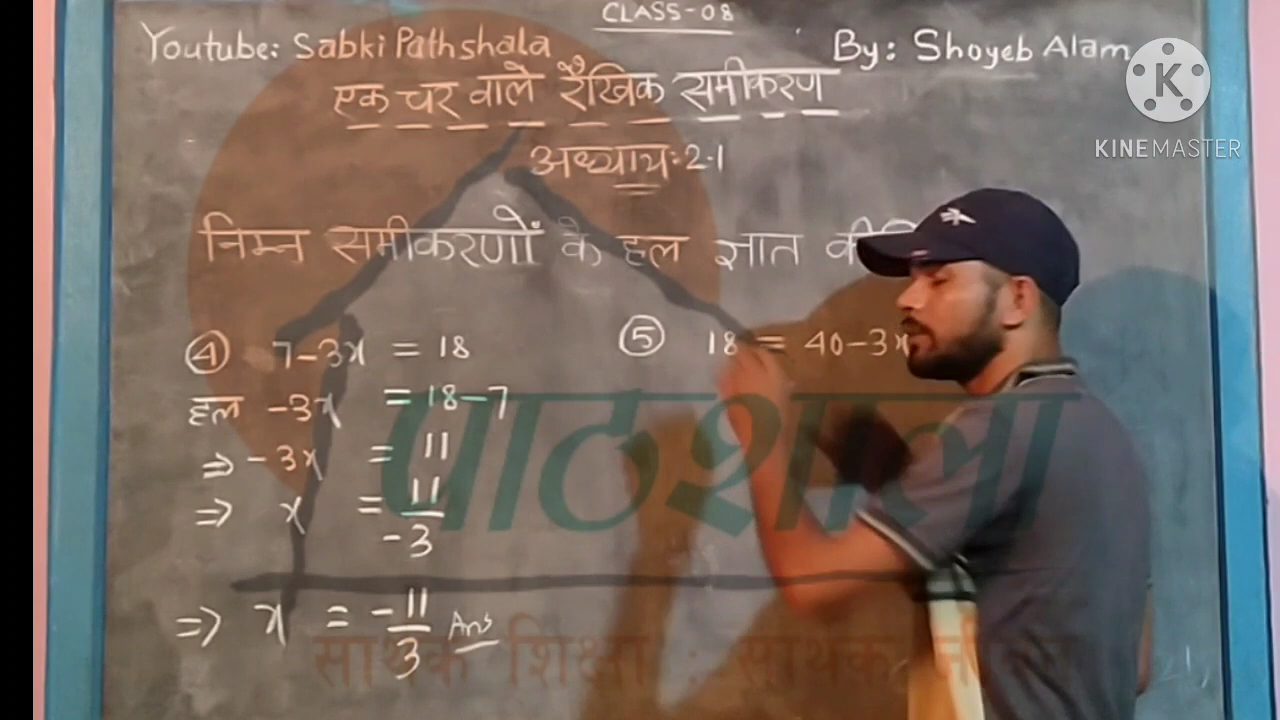 CLASS-08
Youtube: Sabki Pathshala By: Shoyeb Alam
KINEMASTER
एक चर वाले रैखिक समीकरण
अध्याय: 2.1
निम्न समीकरणों के हल ज्ञात
④ 7-3x = 18
हल -3x = 18-7
⇒ -3x = 11
⇒ x = 11/-3
⇒ x = -11/3 Ans
⑤ 18 = 40-3x
पाठशाला
सार्थक शिक्षा : सार्थक